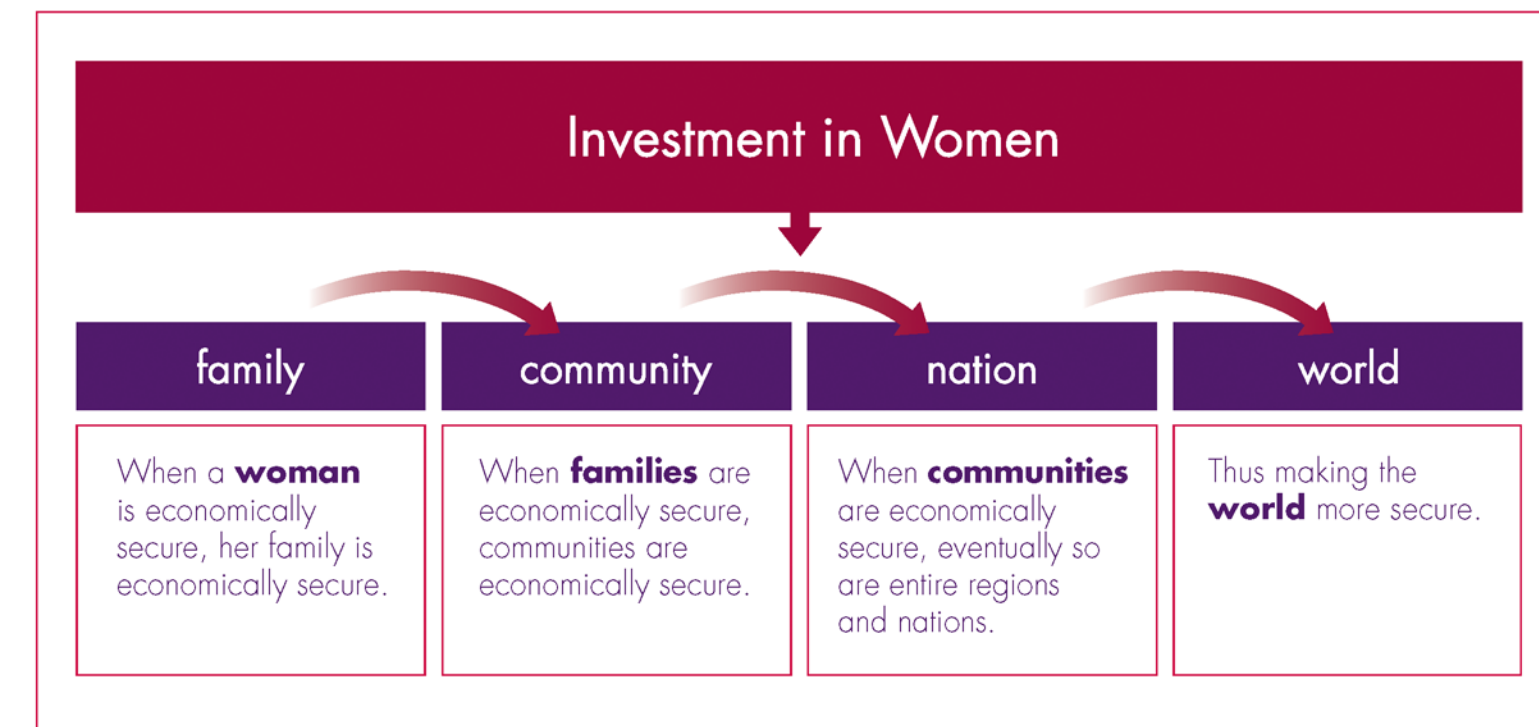 Investment in Women
family
When a woman
is economically
secure, her family is
economically secure.
community
When families are
economically secure,
communities are
economically secure.
nation
When communities
are economically
secure, eventually so
are entire regions
and nations.
world
Thus making the
world more secure.